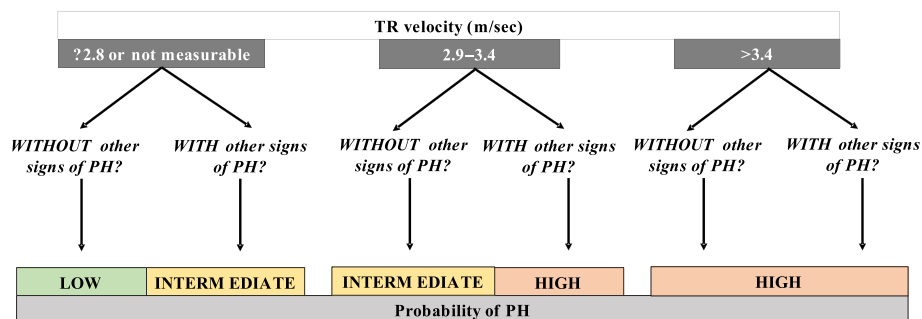 TR velocity (m/sec)
?2.8 or not measurable
2.9–3.4
>3.4
WITHOUT other
signs of PH?
WITH other signs
of PH?
WITHOUT other
signs of PH?
WITH other signs
of PH?
WITHOUT other
signs of PH?
WITH other signs
of PH?
LOW
INTERM EDIATE
INTERM EDIATE
HIGH
HIGH
Probability of PH